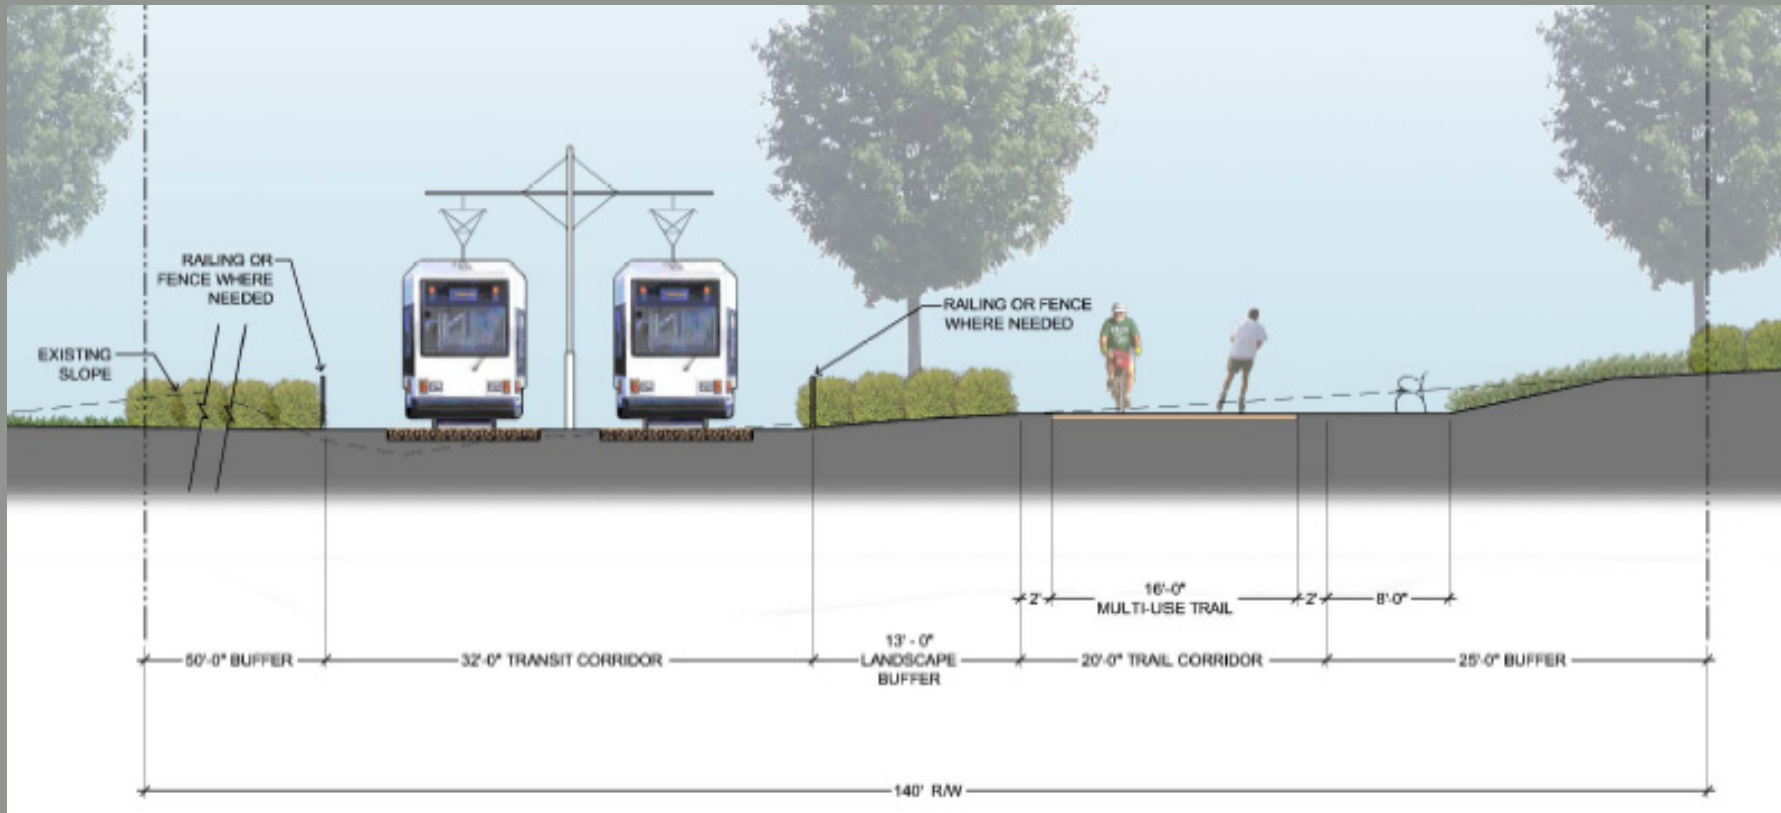 RAILING OR
FENCE WHERE
NEEDED
EXISTING
SLOPE
RAILING OR FENCE
WHERE NEEDED
2'
16'-0"
MULTI-USE TRAIL
2'
8'-0"
50'-0" BUFFER
32'-0" TRANSIT CORRIDOR
13' - 0"
LANDSCAPE
BUFFER
20'-0" TRAIL CORRIDOR
25'-0" BUFFER
140' R/W